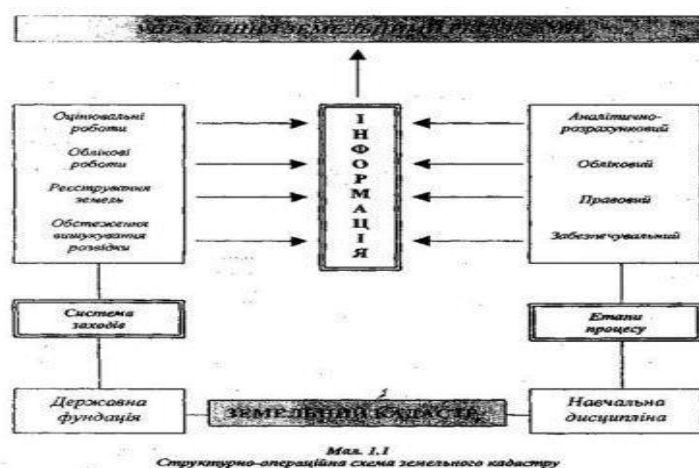 УПРАВЛІННЯ ЗЕМЕЛЬНИМИ РЕСУРСАМИ
Оцінювальні
роботи
Облікові
роботи
Реєстрування
земель
Обстеження
вишукування
розвідки
ІНФОРМАЦІЯ
Аналітично-
розрахунковий
Обліковий
Правовий
Забезпечувальний
Система
заходів
Етапи
процесу
Державна
фундація
ЗЕМЕЛЬНИЙ КАДАСТР
Навчальна
дисципліна
Мал. 1.1
Структурно-операційна схема земельного кадастру